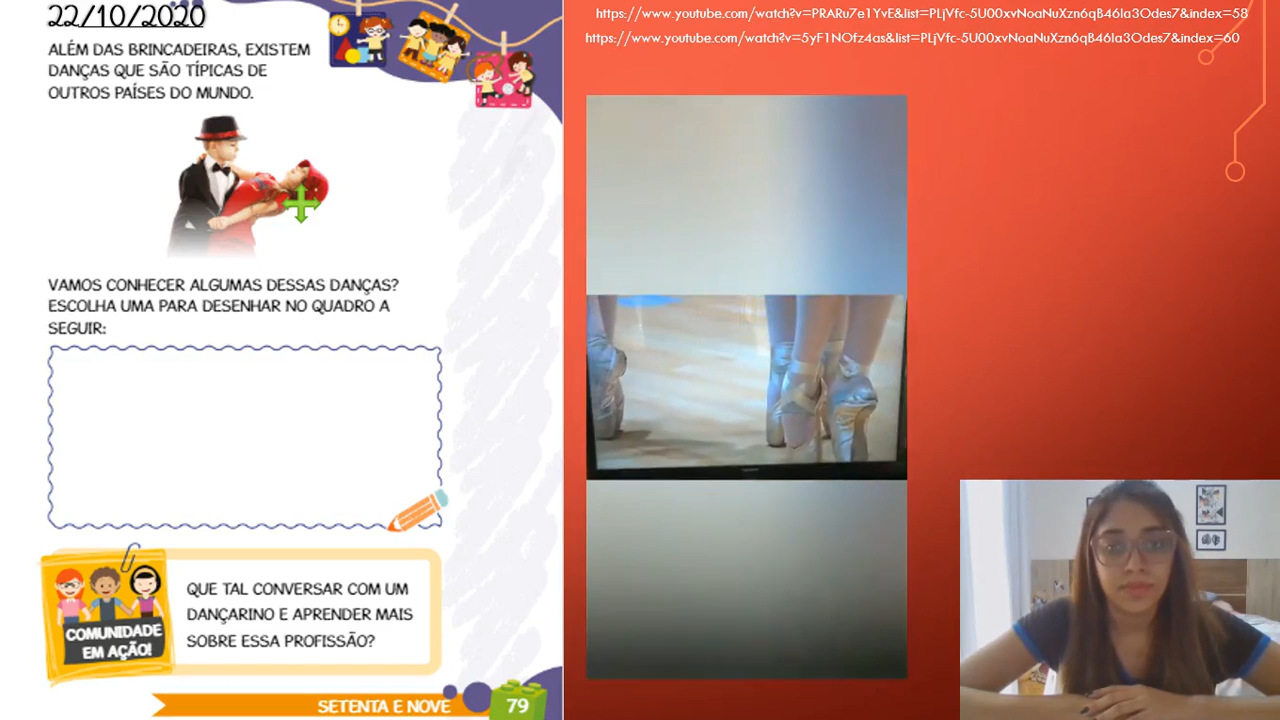 22/10/2020
ALÉM DAS BRINCADEIRAS, EXISTEM
DANÇAS QUE SÃO TÍPICAS DE
OUTROS PAÍSES DO MUNDO.
VAMOS CONHECER ALGUMAS DESSAS DANÇAS?
ESCOLHA UMA PARA DESENHAR NO QUADRO A
SEGUIR:
COMUNIDADE
EM AÇÃO!
QUE TAL CONVERSAR COM UM
DANÇARINO E APRENDER MAIS
SOBRE ESSA PROFISSÃO?
SETENTA E NOVE
79
https://www.youtube.com/watch?v=PRARu7e1YvE&list=PLjVfc-5U00xvNoaNuXzn6qB46la3Odes7&index=58
https://www.youtube.com/watch?v=5yF1NOfz4as&list=PLjVfc-5U00xvNoaNuXzn6qB46la3Odes7&index=60